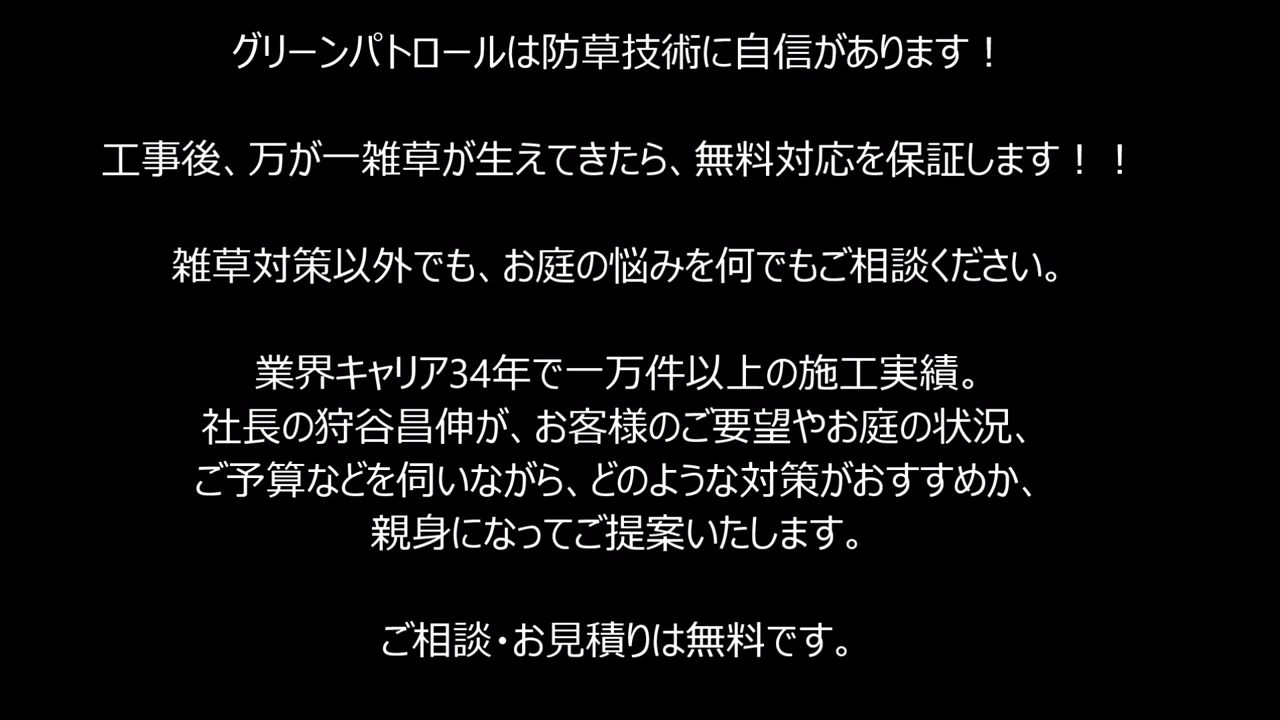 グリーンパトロールは防草技術に自信があります！
工事後、万が一雑草が生えてきたら、無料対応を保証します！！
雑草対策以外でも、お庭の悩みを何でもご相談ください。
業界キャリア34年で一万件以上の施工実績。
社長の狩谷昌伸が、お客様のご要望やお庭の状況、
ご予算などを伺いながら、どのような対策がおすすめか、
親身になってご提案いたします。
ご相談・お見積りは無料です。